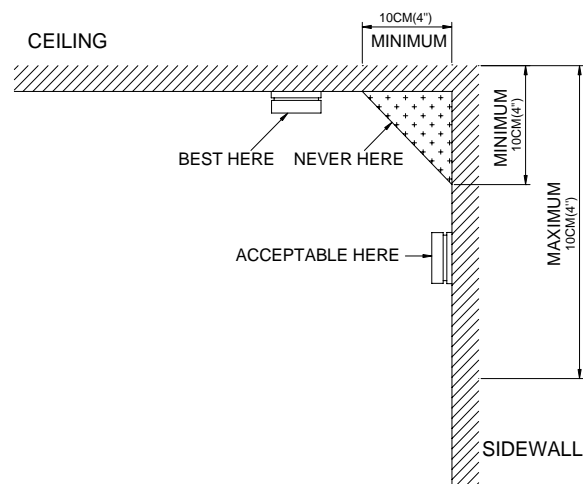 10CM(4")
CEILING
MINIMUM
MINIMUM
10CM(4")
BEST HERE
NEVER HERE
MAXIMUM
10CM(4")
ACCEPTABLE HERE
SIDEWALL